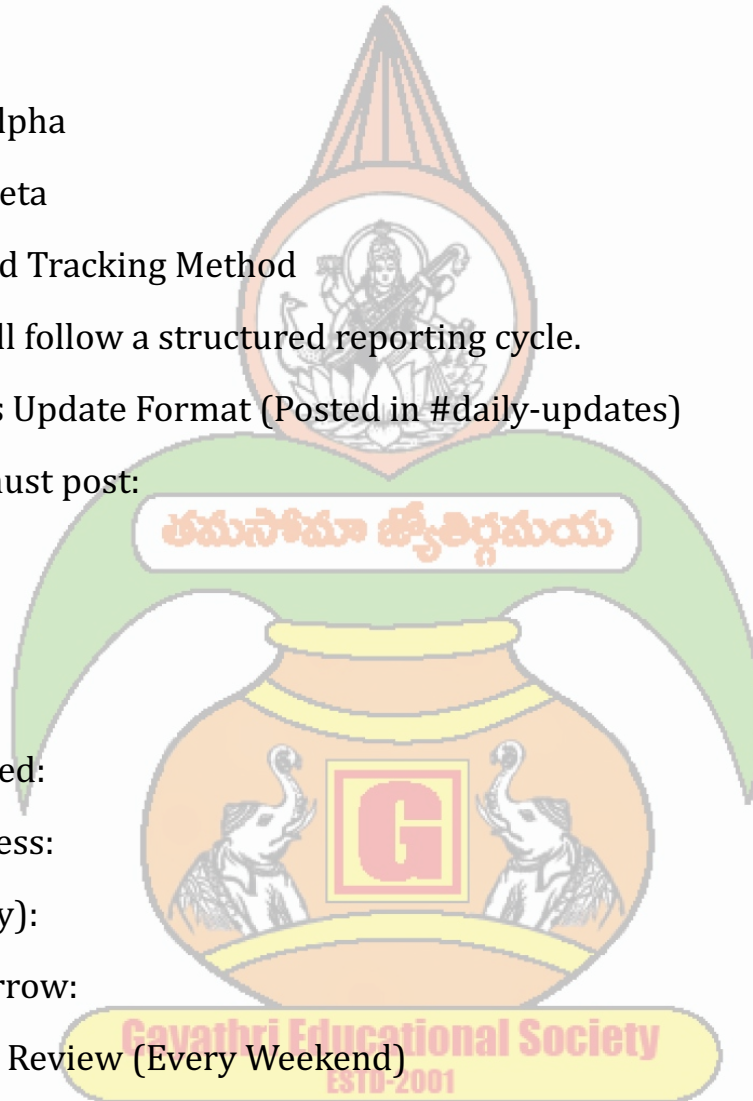 lpha
eta
d Tracking Method
ll follow a structured reporting cycle.
s Update Format (Posted in #daily-updates)
nust post:
తమసోమా జ్యోతిర్గమయ
ed:
ess:
y):
rrow:
G
Gayathri Educational Society
Review (Every Weekend)
ESTD-2001